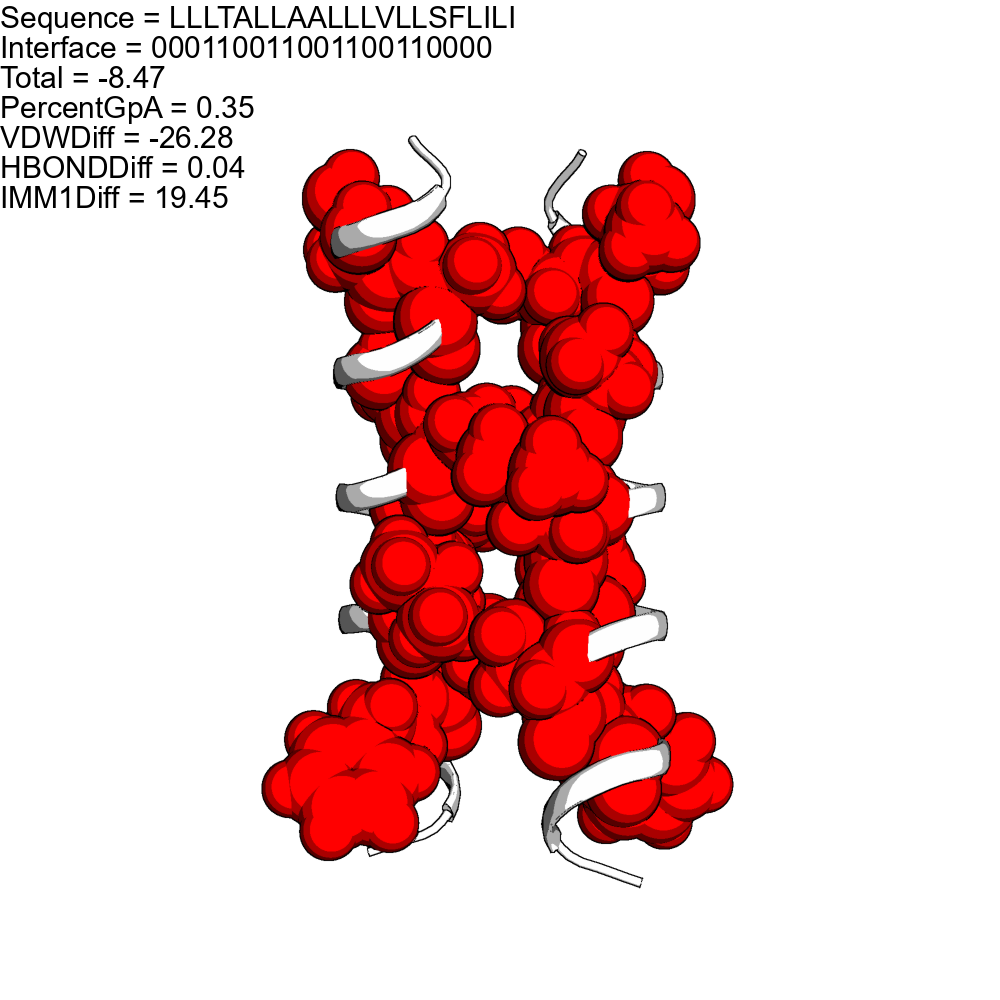 Sequence = LLLTALLAALLLVLLSFLILI
Interface = 000110011001100110000
Total = -8.47
PercentGpA = 0.35
VDWDiff = -26.28
HBONDDiff = 0.04
IMM1Diff = 19.45